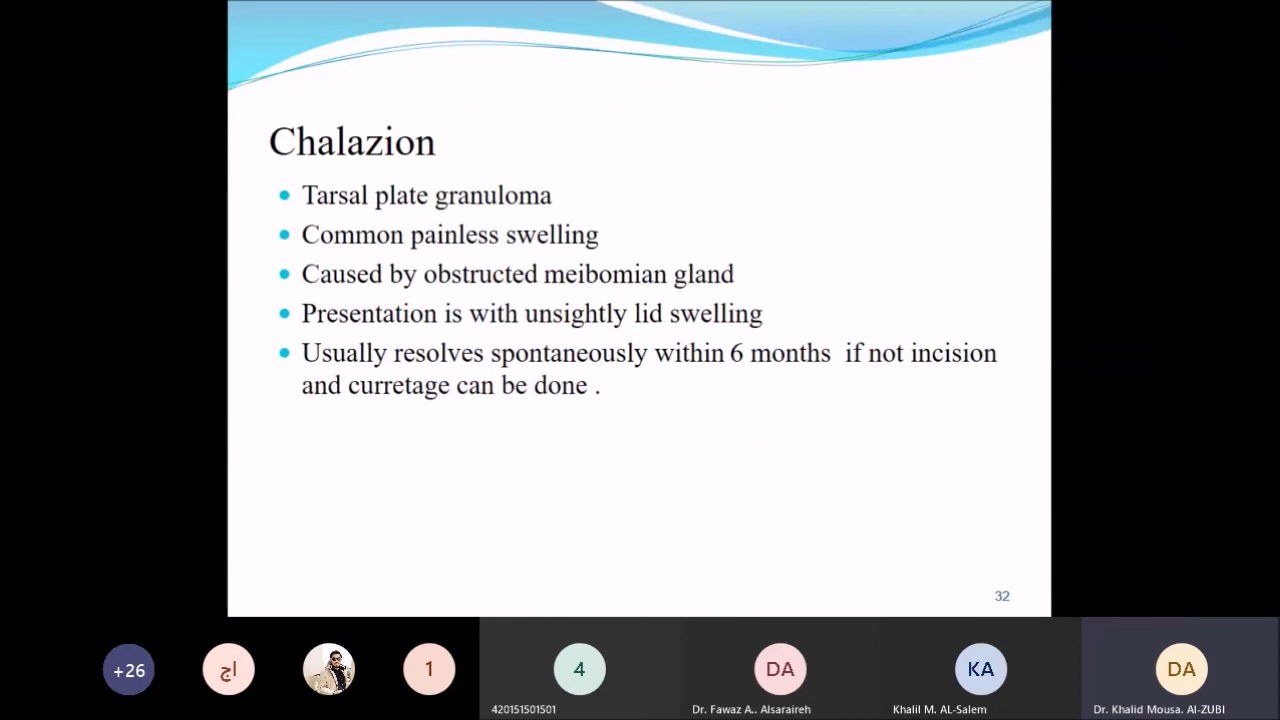 Chalazion
Tarsal plate granuloma
Common painless swelling
Caused by obstructed meibomian gland
Presentation is with unsightly lid swelling
Usually resolves spontaneously within 6 months  if not incision
and curretage can be done .
32
+26
اج
1
4
DA
KA
DA
420151501501
Dr. Fawaz A.. Alsaraireh
Khalil M. AL-Salem
Dr. Khalid Mousa. Al-ZUBI